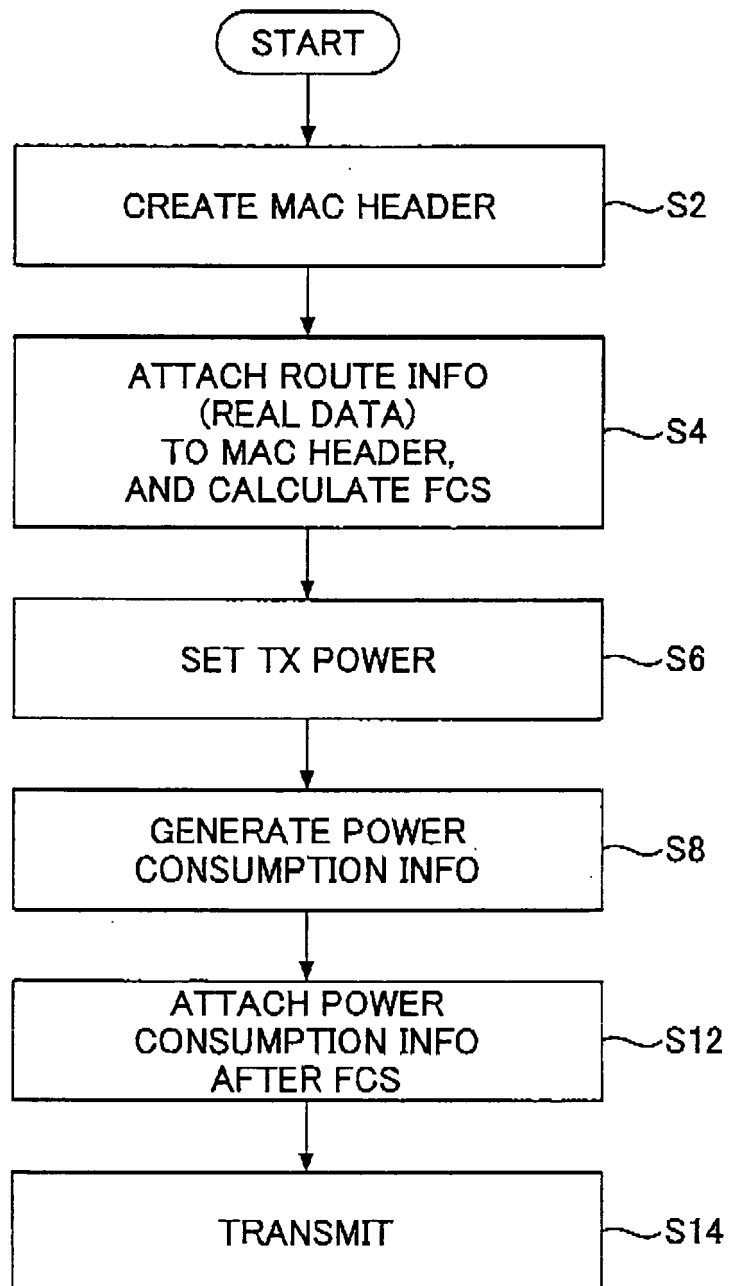 START
CREATE MAC HEADER
S2
ATTACH ROUTE INFO
(REAL DATA)
TO MAC HEADER,
AND CALCULATE FCS
S4
SET TX POWER
S6
GENERATE POWER
CONSUMPTION INFO
S8
ATTACH POWER
CONSUMPTION INFO
AFTER FCS
S12
TRANSMIT
S14